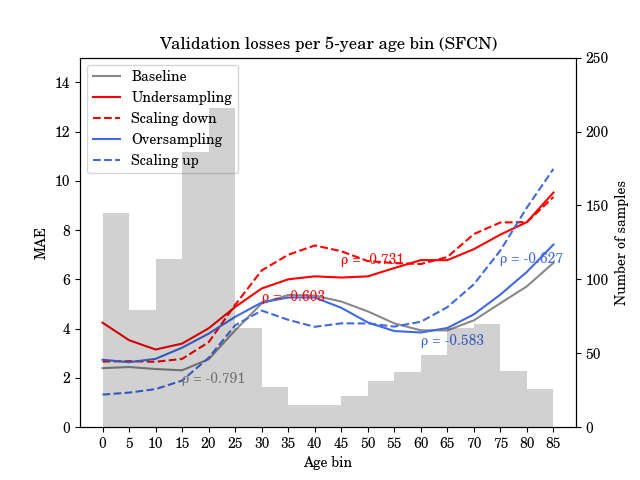 Validation losses per 5-year age bin (SFCN)
Baseline
Undersampling
Scaling down
Oversampling
Scaling up
MAE
14
12
10
8
6
4
2
0
250
200
150
100
50
0
Number of samples
ρ = -0.731
ρ = -0.627
ρ = -0.603
ρ = -0.583
ρ = -0.791
0 5 10 15 20 25 30 35 40 45 50 55 60 65 70 75 80 85
Age bin